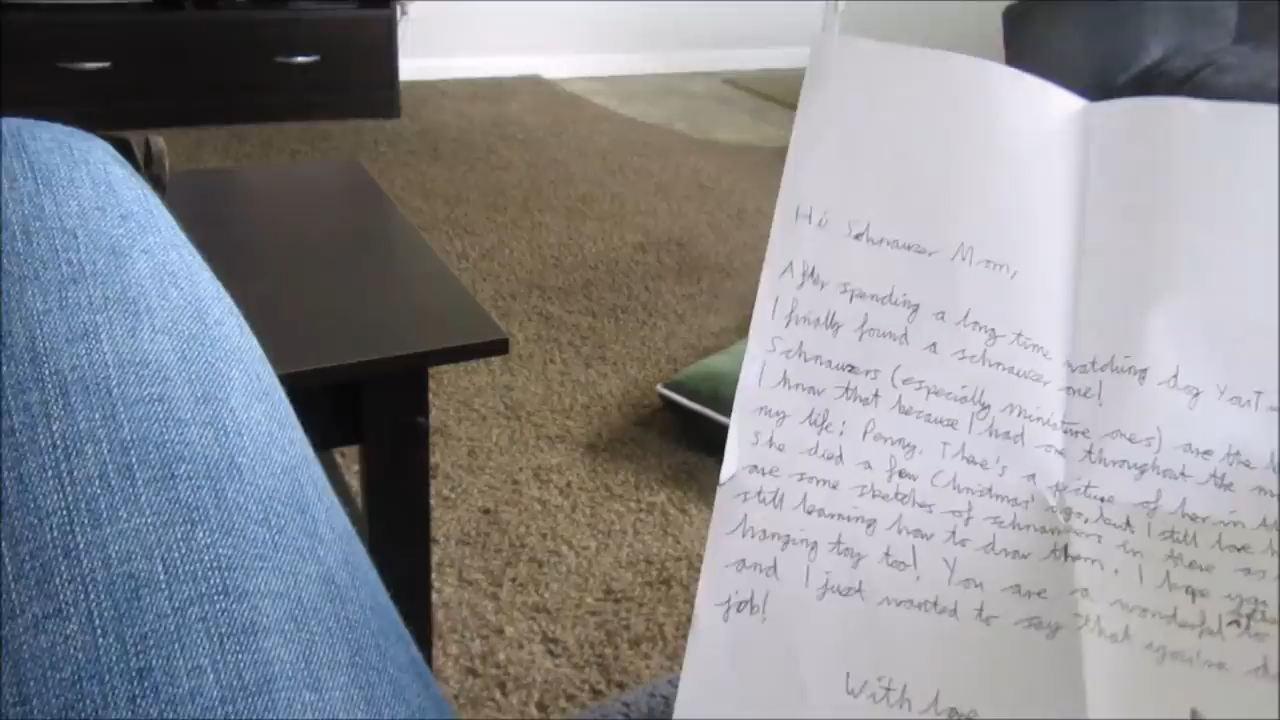 Hi Schnauzer Mom,
After spending a long time watching dog YouT
I finally found a schnauzer one!
Schnauzers (especially miniature ones) are the
I know that because I had one throughout the
my life: Penny. There's a picture of her in
She died a few Christmas' ago, but I still love
are some sketches of schnauzers in there as
still learning how to draw them. I hope you
hanging toy too! You are a wonderful
and I just wanted to say that you're
job!
With love